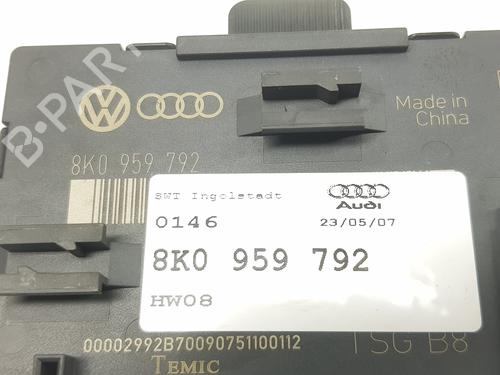 B-PARTS
Made in
China
8K0 959 792
SWT Ingolstadt
Audi
0146
23/05/07
8K0 959 792
HW08
00002992B70090751100112
TSG B8
TEMIC